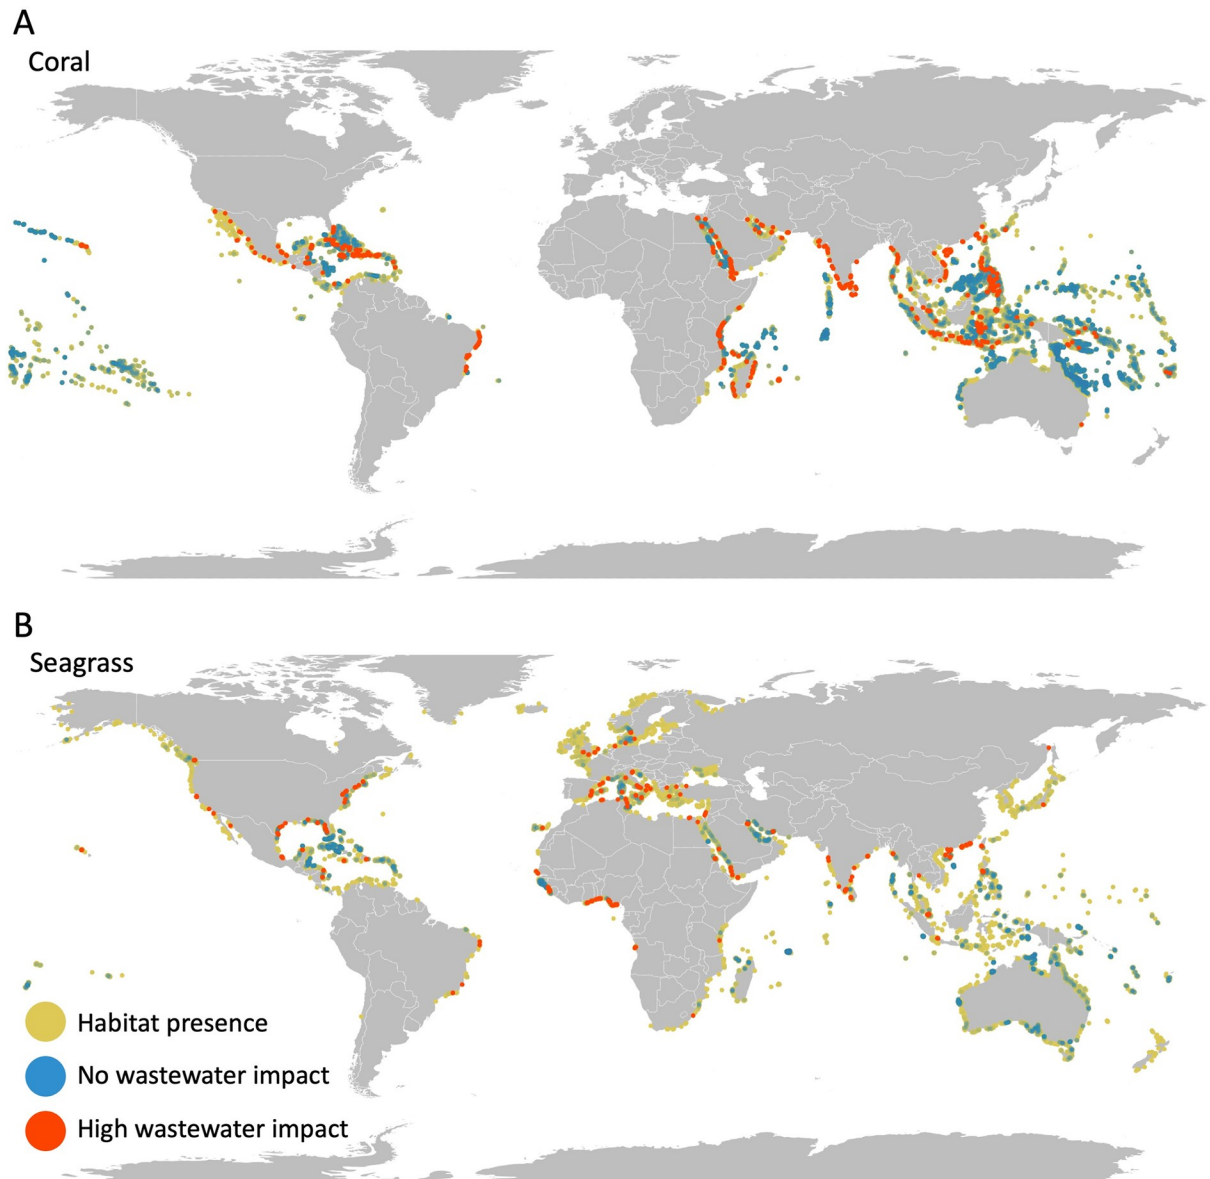 A
Coral
B
Seagrass
Habitat presence
No wastewater impact
High wastewater impact